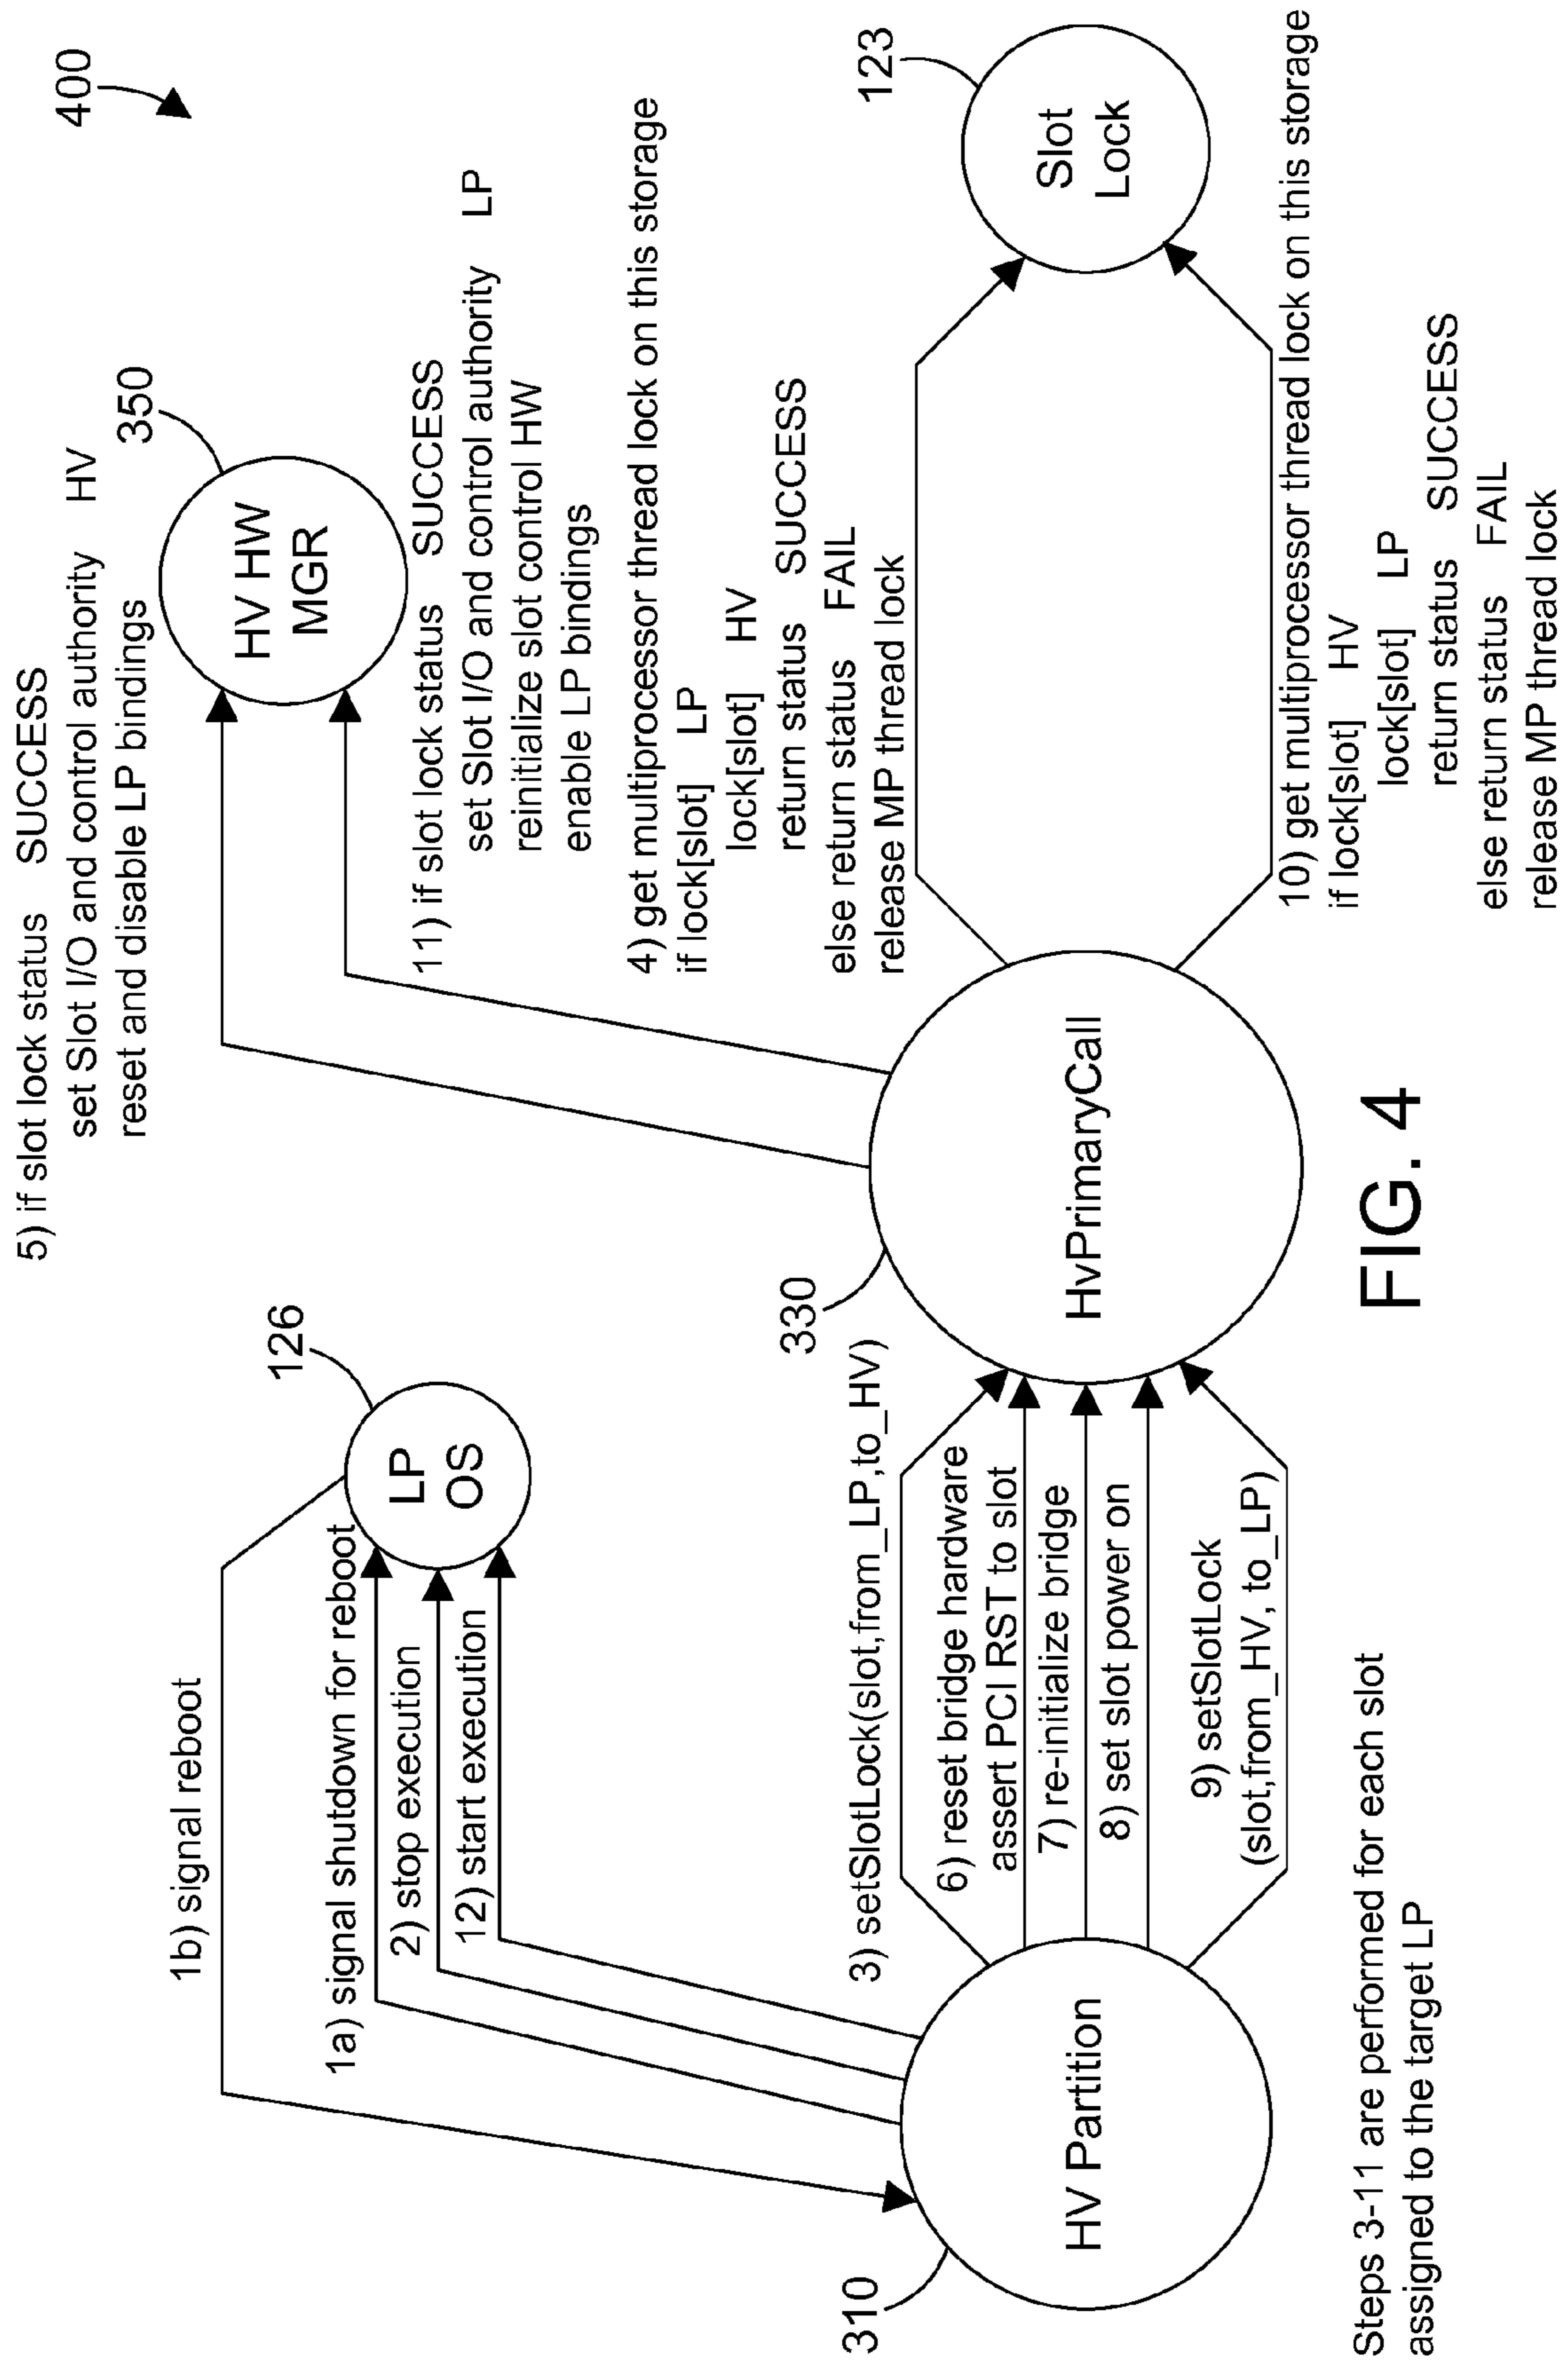 400
5) if slot lock status SUCCESS
set Slot I/O and control authority HV
reset and disable LP bindings
350
HV HW
MGR
11) if slot lock status SUCCESS
set Slot I/O and control authority LP
reinitialize slot control HW
enable LP bindings
4) get multiprocessor thread lock on this storage
if lock[slot] LP
lock[slot] HV
return status SUCCESS
else return status FAIL
release MP thread lock
123
Slot
Lock
10) get multiprocessor thread lock on this storage
if lock[slot] HV
lock[slot] LP
return status SUCCESS
else return status FAIL
release MP thread lock
126
LP
OS
1b) signal reboot
1a) signal shutdown for reboot
2) stop execution
12) start execution
330
HvPrimaryCall
3) setSlotLock(slot,from_LP,to_HV)
6) reset bridge hardware
assert PCI RST to slot
7) re-initialize bridge
8) set slot power on
9) setSlotLock
(slot,from_HV, to_LP)
310
HV Partition
Steps 3-11 are performed for each slot
assigned to the target LP
FIG. 4